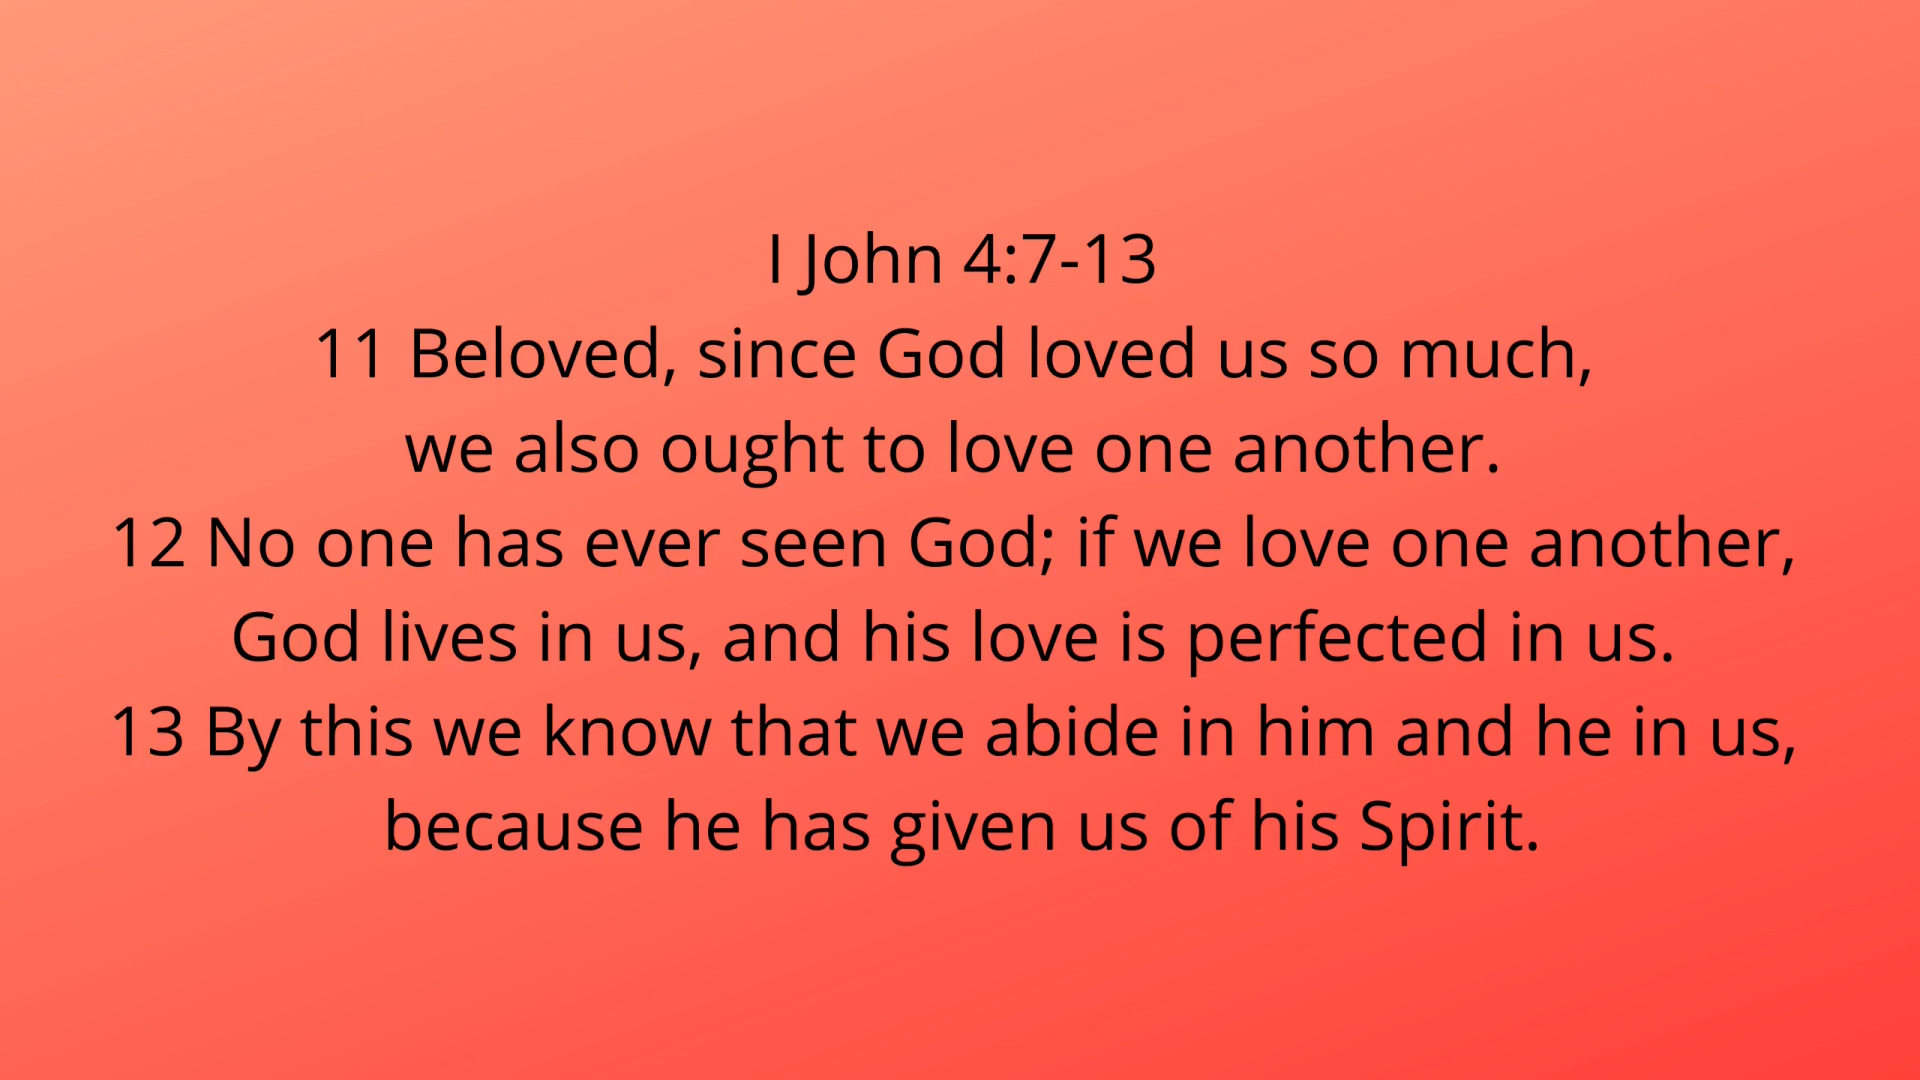 I John 4:7-13
11 Beloved, since God loved us so much,
we also ought to love one another.
12 No one has ever seen God; if we love one another,
God lives in us, and his love is perfected in us.
13 By this we know that we abide in him and he in us,
because he has given us of his Spirit.